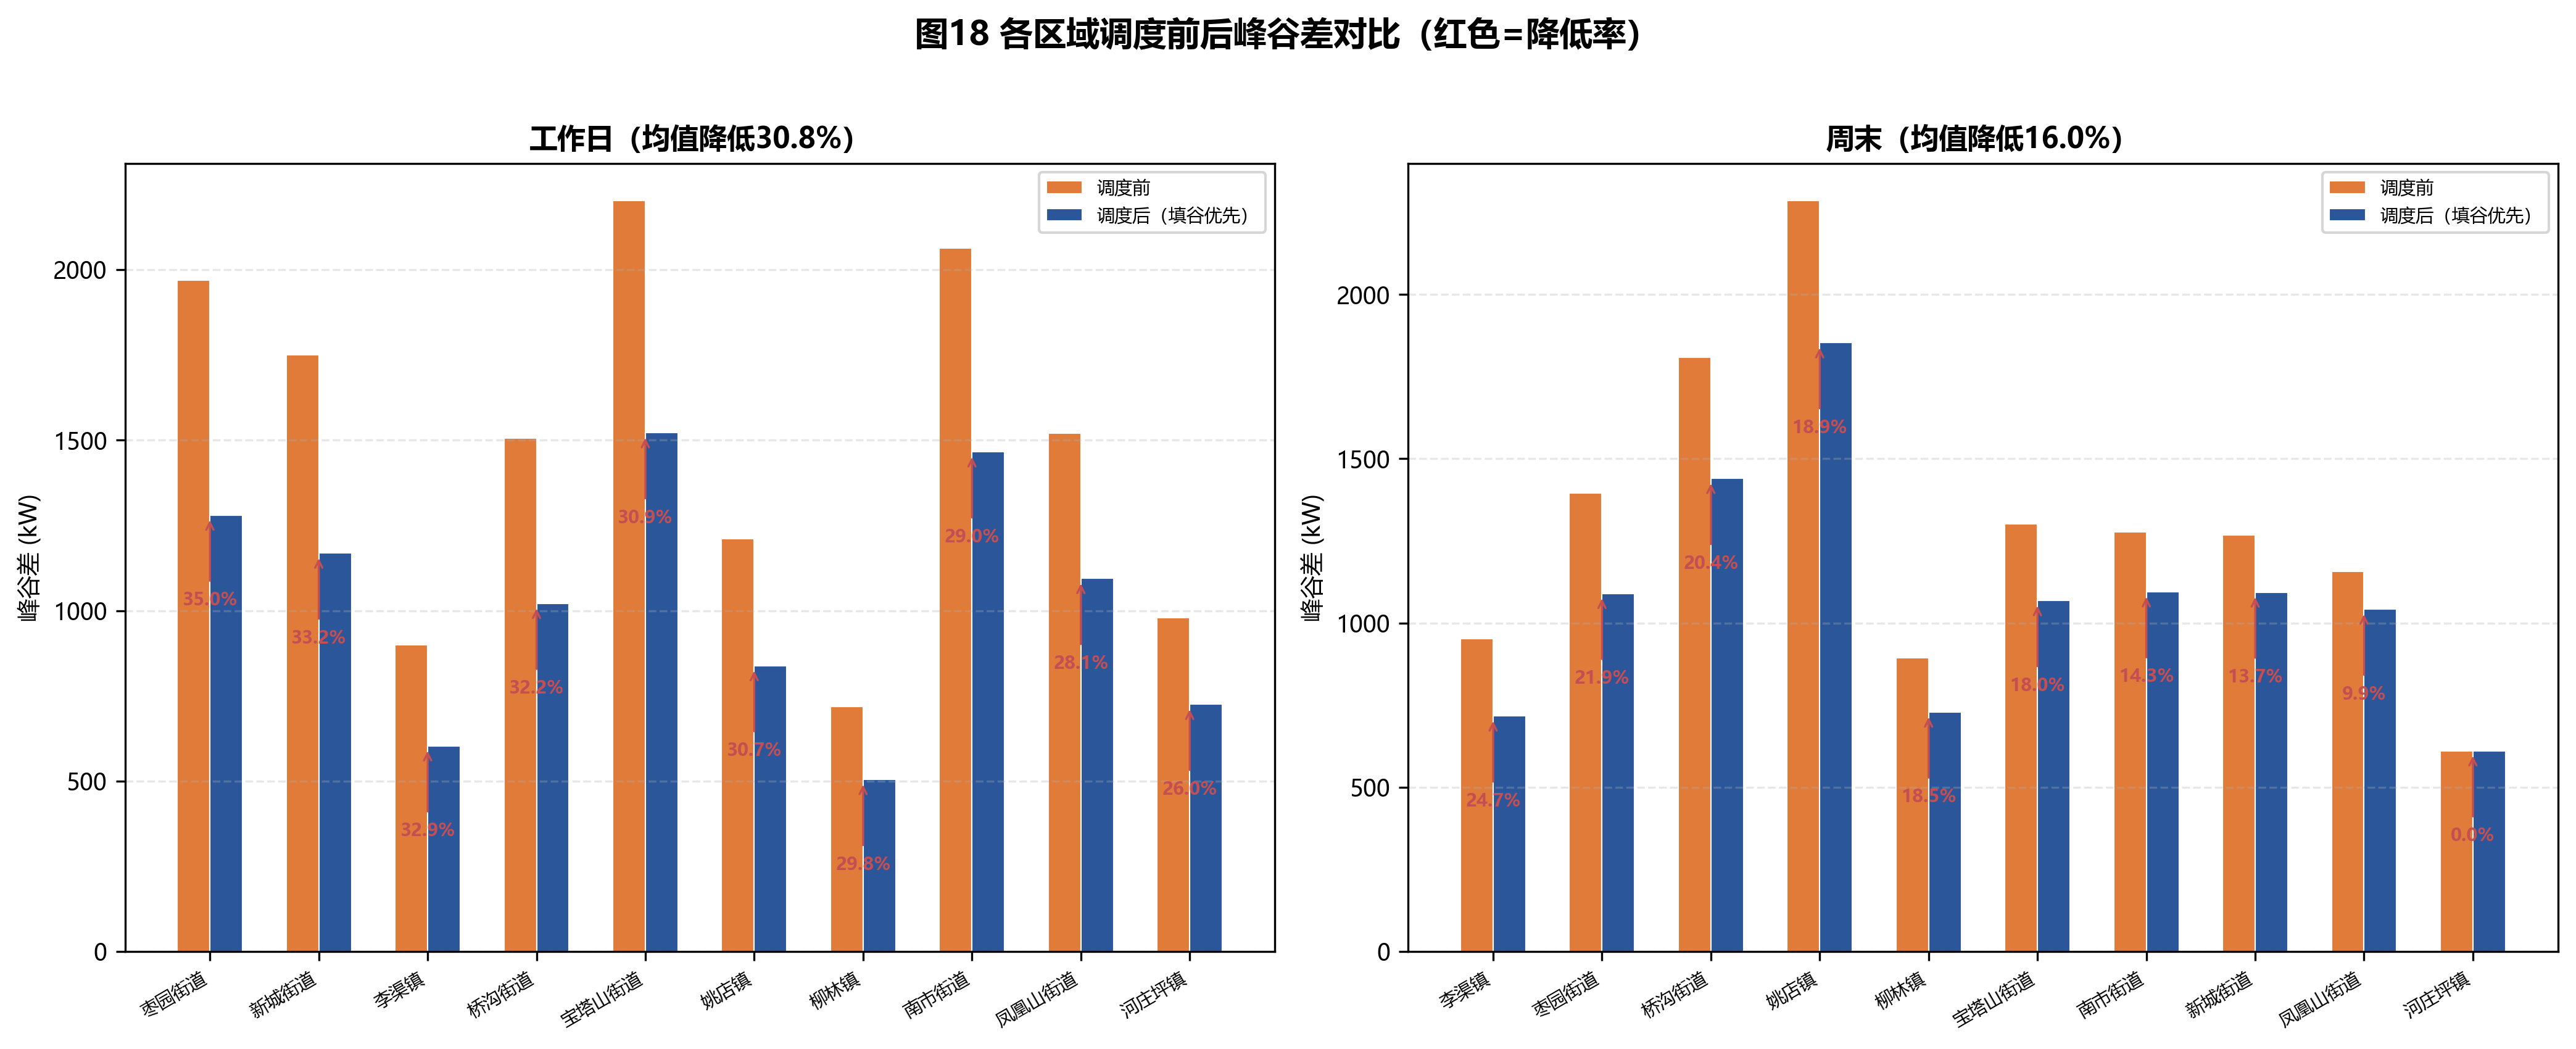 图18 各区域调度前后峰谷差对比（红色=降低率）
工作日（均值降低30.8%）
调度前
调度后（填谷优先）
峰谷差 (kW)
2000
1500
1000
500
0
35.0%
33.2%
32.9%
32.2%
30.9%
30.7%
29.8%
29.0%
28.1%
26.0%
枣园街道
新城街道
李渠镇
桥沟街道
宝塔山街道
姚店镇
柳林镇
南市街道
凤凰山街道
河庄坪镇
周末（均值降低16.0%）
调度前
调度后（填谷优先）
峰谷差 (kW)
2000
1500
1000
500
0
24.7%
21.9%
20.4%
18.9%
18.5%
18.0%
14.3%
13.7%
9.9%
0.0%
李渠镇
枣园街道
桥沟街道
姚店镇
柳林镇
宝塔山街道
南市街道
新城街道
凤凰山街道
河庄坪镇